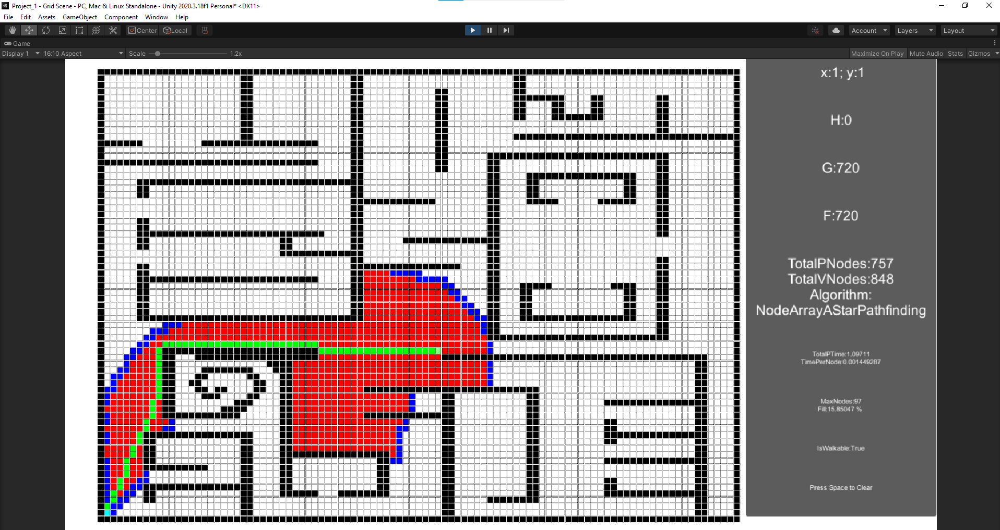 Project_1 - Grid Scene - PC, Mac & Linux Standalone - Unity 2020.3.18f1 Personal* <DX11>
File Edit Assets GameObject Component Window Help
Center Local Account Layers Layout
Game
Display 1 16:10 Aspect Scale 1.2x Maximize On Play Mute Audio Stats Gizmos
x:1; y:1
H:0
G:720
F:720
TotalPNodes:757
TotalVNodes:848
Algorithm:
NodeArrayAStarPathfinding
TotalPTime:1.09711
TimePerNode:0.001449287
MaxNodes:97
Fill:15.85047 %
IsWalkable:True
Press Space to Clear